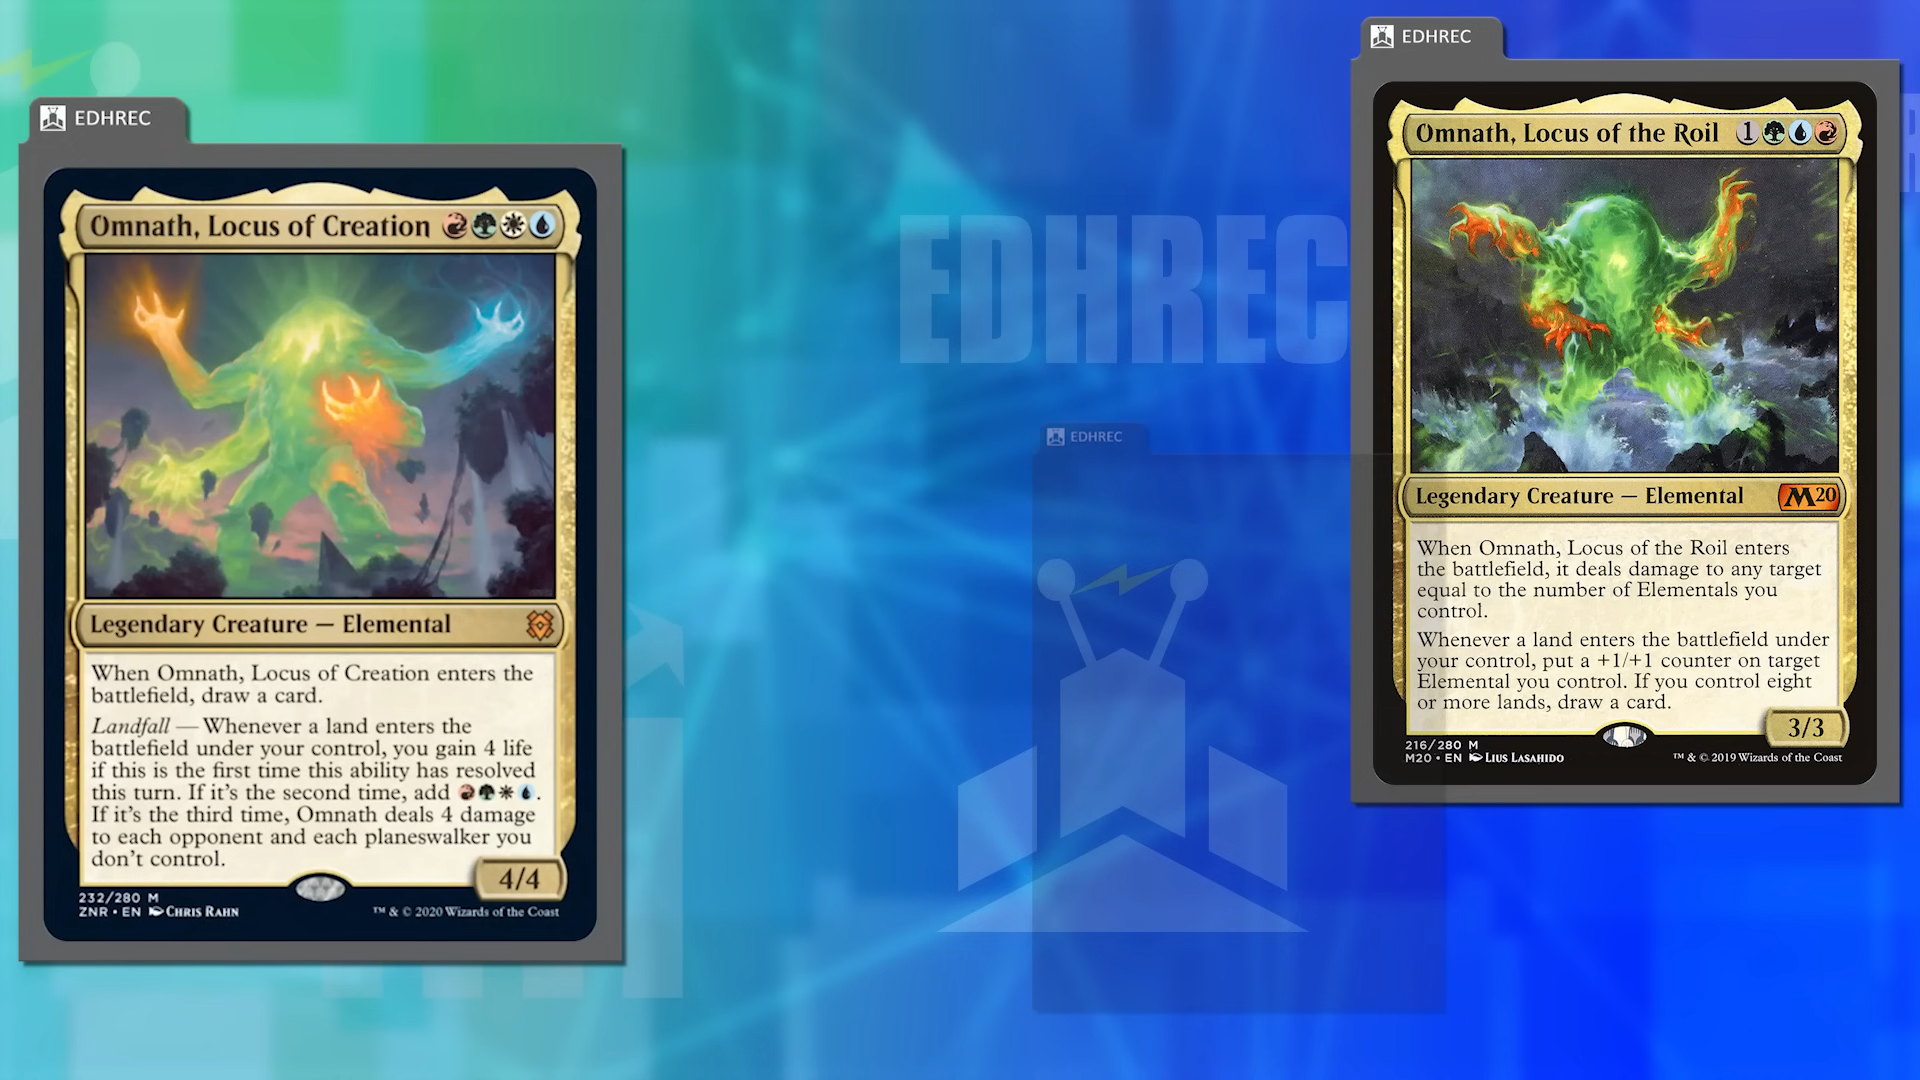 EDHREC
Omnath, Locus of Creation
Legendary Creature — Elemental
When Omnath, Locus of Creation enters the
battlefield, draw a card.
Landfall — Whenever a land enters the
battlefield under your control, you gain 4 life
if this is the first time this ability has resolved
this turn. If it's the second time, add .
If it's the third time, Omnath deals 4 damage
to each opponent and each planeswalker you
don't control.
4/4
232/280 M
ZNR • EN Chris Rahn
™ & © 2020 Wizards of the Coast
EDHREC
EDHREC
EDHREC
Omnath, Locus of the Roil 1
Legendary Creature — Elemental M20
When Omnath, Locus of the Roil enters
the battlefield, it deals damage to any target
equal to the number of Elementals you
control.
Whenever a land enters the battlefield under
your control, put a +1/+1 counter on target
Elemental you control. If you control eight
or more lands, draw a card.
3/3
216/280 M
M20 • EN Lius Lasahido
™ & © 2019 Wizards of the Coast